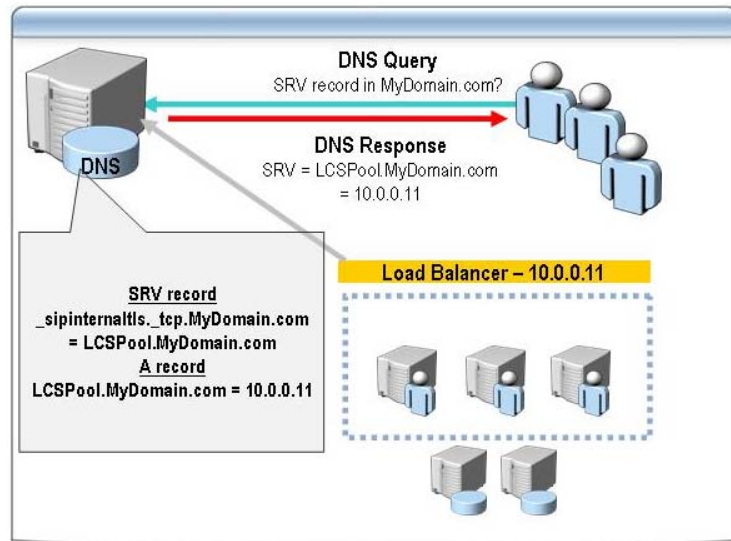 DNS Query
SRV record in MyDomain.com?
DNS Response
SRV = LCSPool.MyDomain.com
= 10.0.0.11
DNS
SRV record
_sipinternaltls._tcp.MyDomain.com
= LCSPool.MyDomain.com
A record
LCSPool.MyDomain.com = 10.0.0.11
Load Balancer – 10.0.0.11